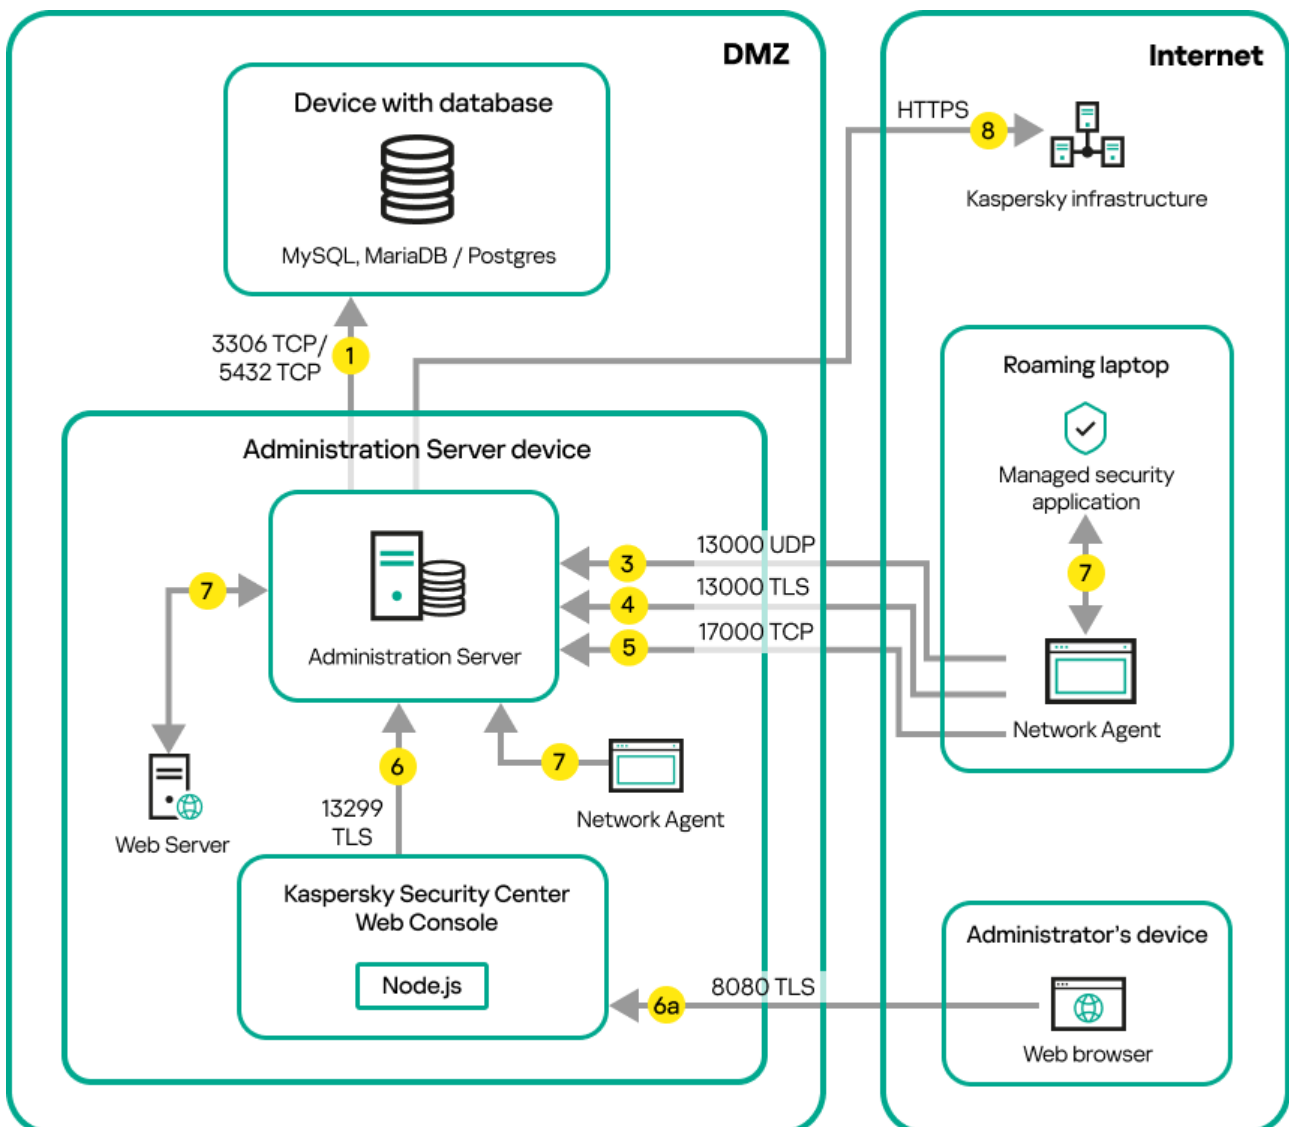 DMZ
Device with database
MySQL, MariaDB / Postgres
3306 TCP/
5432 TCP
1
Administration Server device
Administration Server
7
3
4
5
13000 UDP
13000 TLS
17000 TCP
Web Server
6
13299
TLS
7
Network Agent
Kaspersky Security Center
Web Console
Node.js
6a
8080 TLS
Internet
HTTPS
8
Kaspersky infrastructure
Roaming laptop
Managed security
application
7
Network Agent
Administrator's device
Web browser